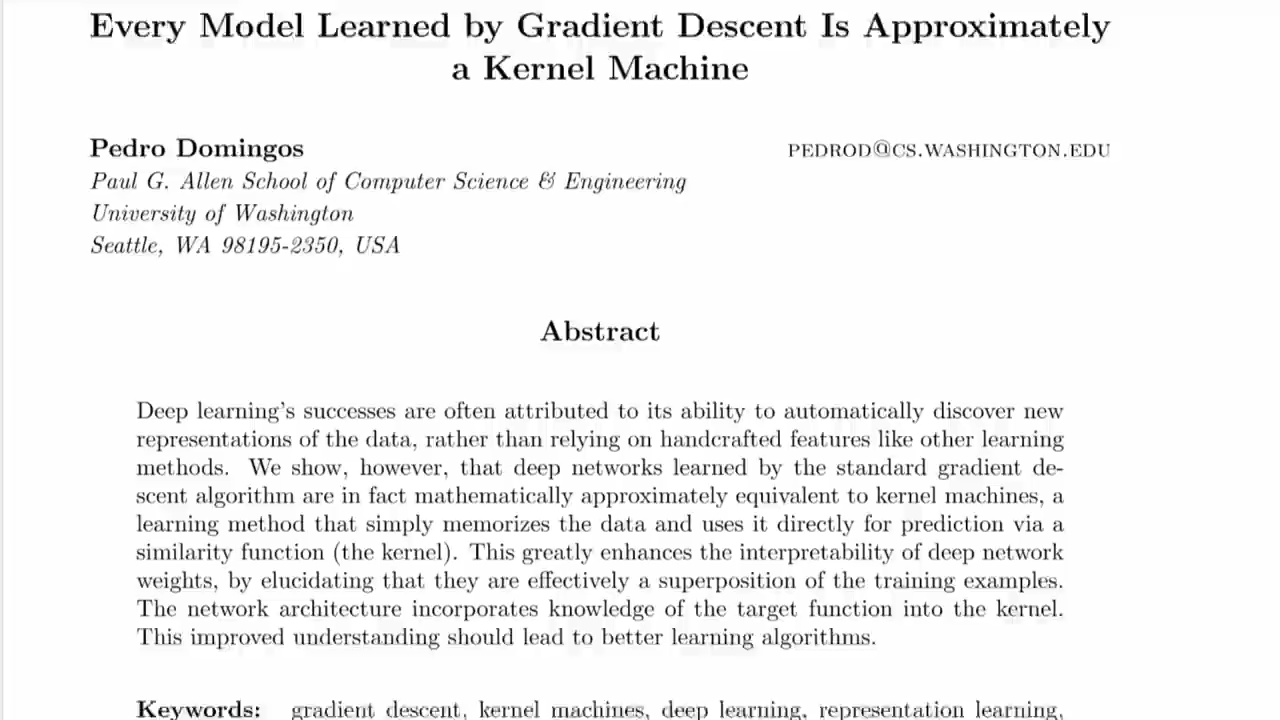 Every Model Learned by Gradient Descent Is Approximately
a Kernel Machine
Pedro Domingos PEDROD@CS.WASHINGTON.EDU
Paul G. Allen School of Computer Science & Engineering
University of Washington
Seattle, WA 98195-2350, USA
Abstract
Deep learning's successes are often attributed to its ability to automatically discover new
representations of the data, rather than relying on handcrafted features like other learning
methods. We show, however, that deep networks learned by the standard gradient de-
scent algorithm are in fact mathematically approximately equivalent to kernel machines, a
learning method that simply memorizes the data and uses it directly for prediction via a
similarity function (the kernel). This greatly enhances the interpretability of deep network
weights, by elucidating that they are effectively a superposition of the training examples.
The network architecture incorporates knowledge of the target function into the kernel.
This improved understanding should lead to better learning algorithms.
Keywords: gradient descent, kernel machines, deep learning, representation learning,